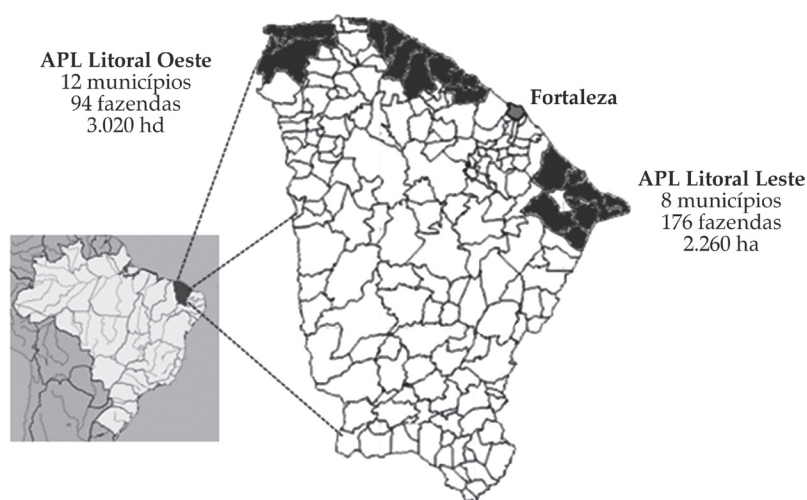 APL Litoral Oeste
12 municípios
94 fazendas
3.020 hd
Fortaleza
APL Litoral Leste
8 municípios
176 fazendas
2.260 ha